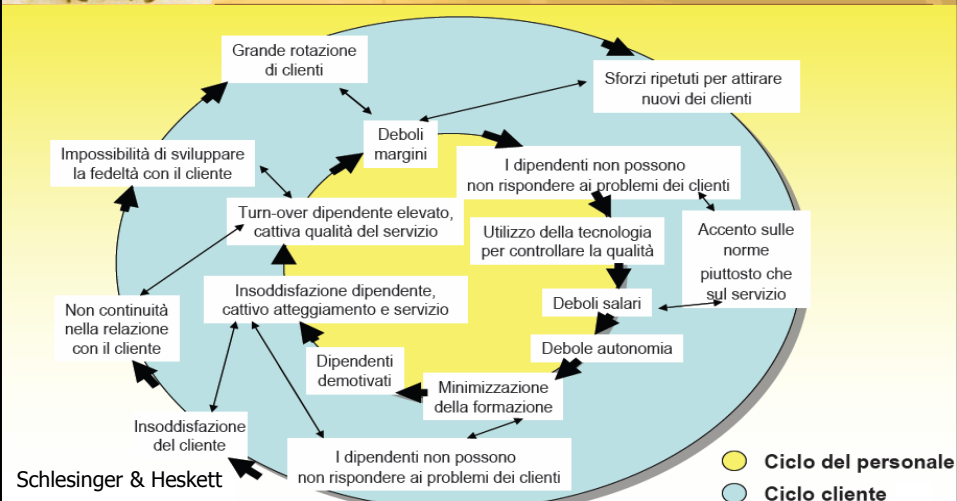 Grande rotazione
di clienti
Sforzi ripetuti per attirare
nuovi dei clienti
Deboli
margini
Impossibilità di sviluppare
la fedeltà con il cliente
I dipendenti non possono
non rispondere ai problemi dei clienti
Turn-over dipendente elevato,
cattiva qualità del servizio
Utilizzo della tecnologia
per controllare la qualità
Accento sulle
norme
piuttosto che
sul servizio
Insoddisfazione dipendente,
cattivo atteggiamento e servizio
Deboli salari
Non continuità
nella relazione
con il cliente
Debole autonomia
Dipendenti
demotivati
Minimizzazione
della formazione
Insoddisfazione
del cliente
I dipendenti non possono
non rispondere ai problemi dei clienti
Schlesinger & Heskett
Ciclo del personale
Ciclo cliente